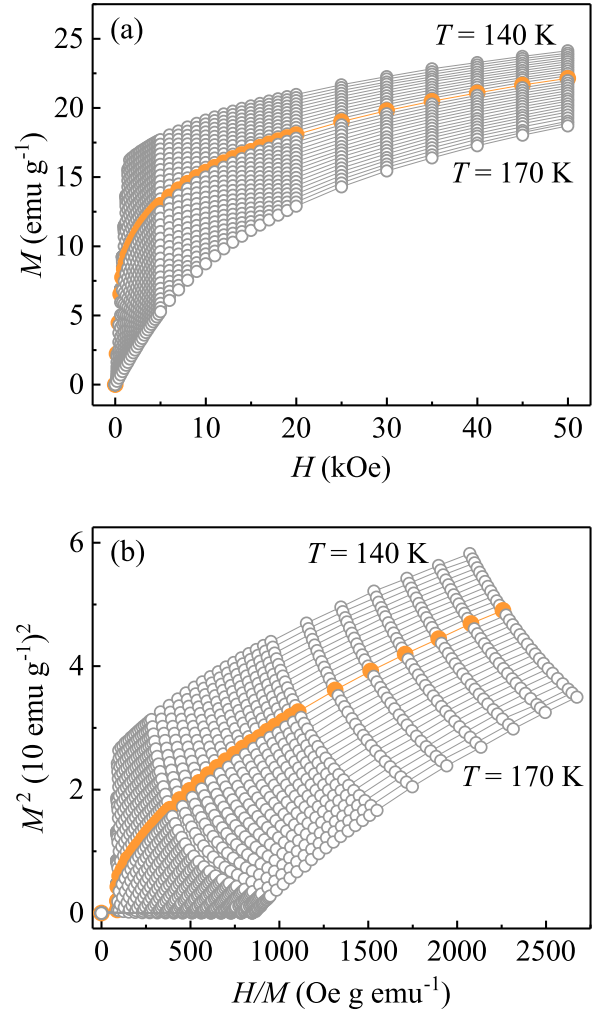 (a)
T = 140 K
T = 170 K
25
20
15
10
5
0
M (emu g⁻¹)
0 10 20 30 40 50
H (kOe)
(b)
T = 140 K
T = 170 K
6
4
2
0
M² (10 emu g⁻¹)²
0 500 1000 1500 2000 2500
H/M (Oe g emu⁻¹)